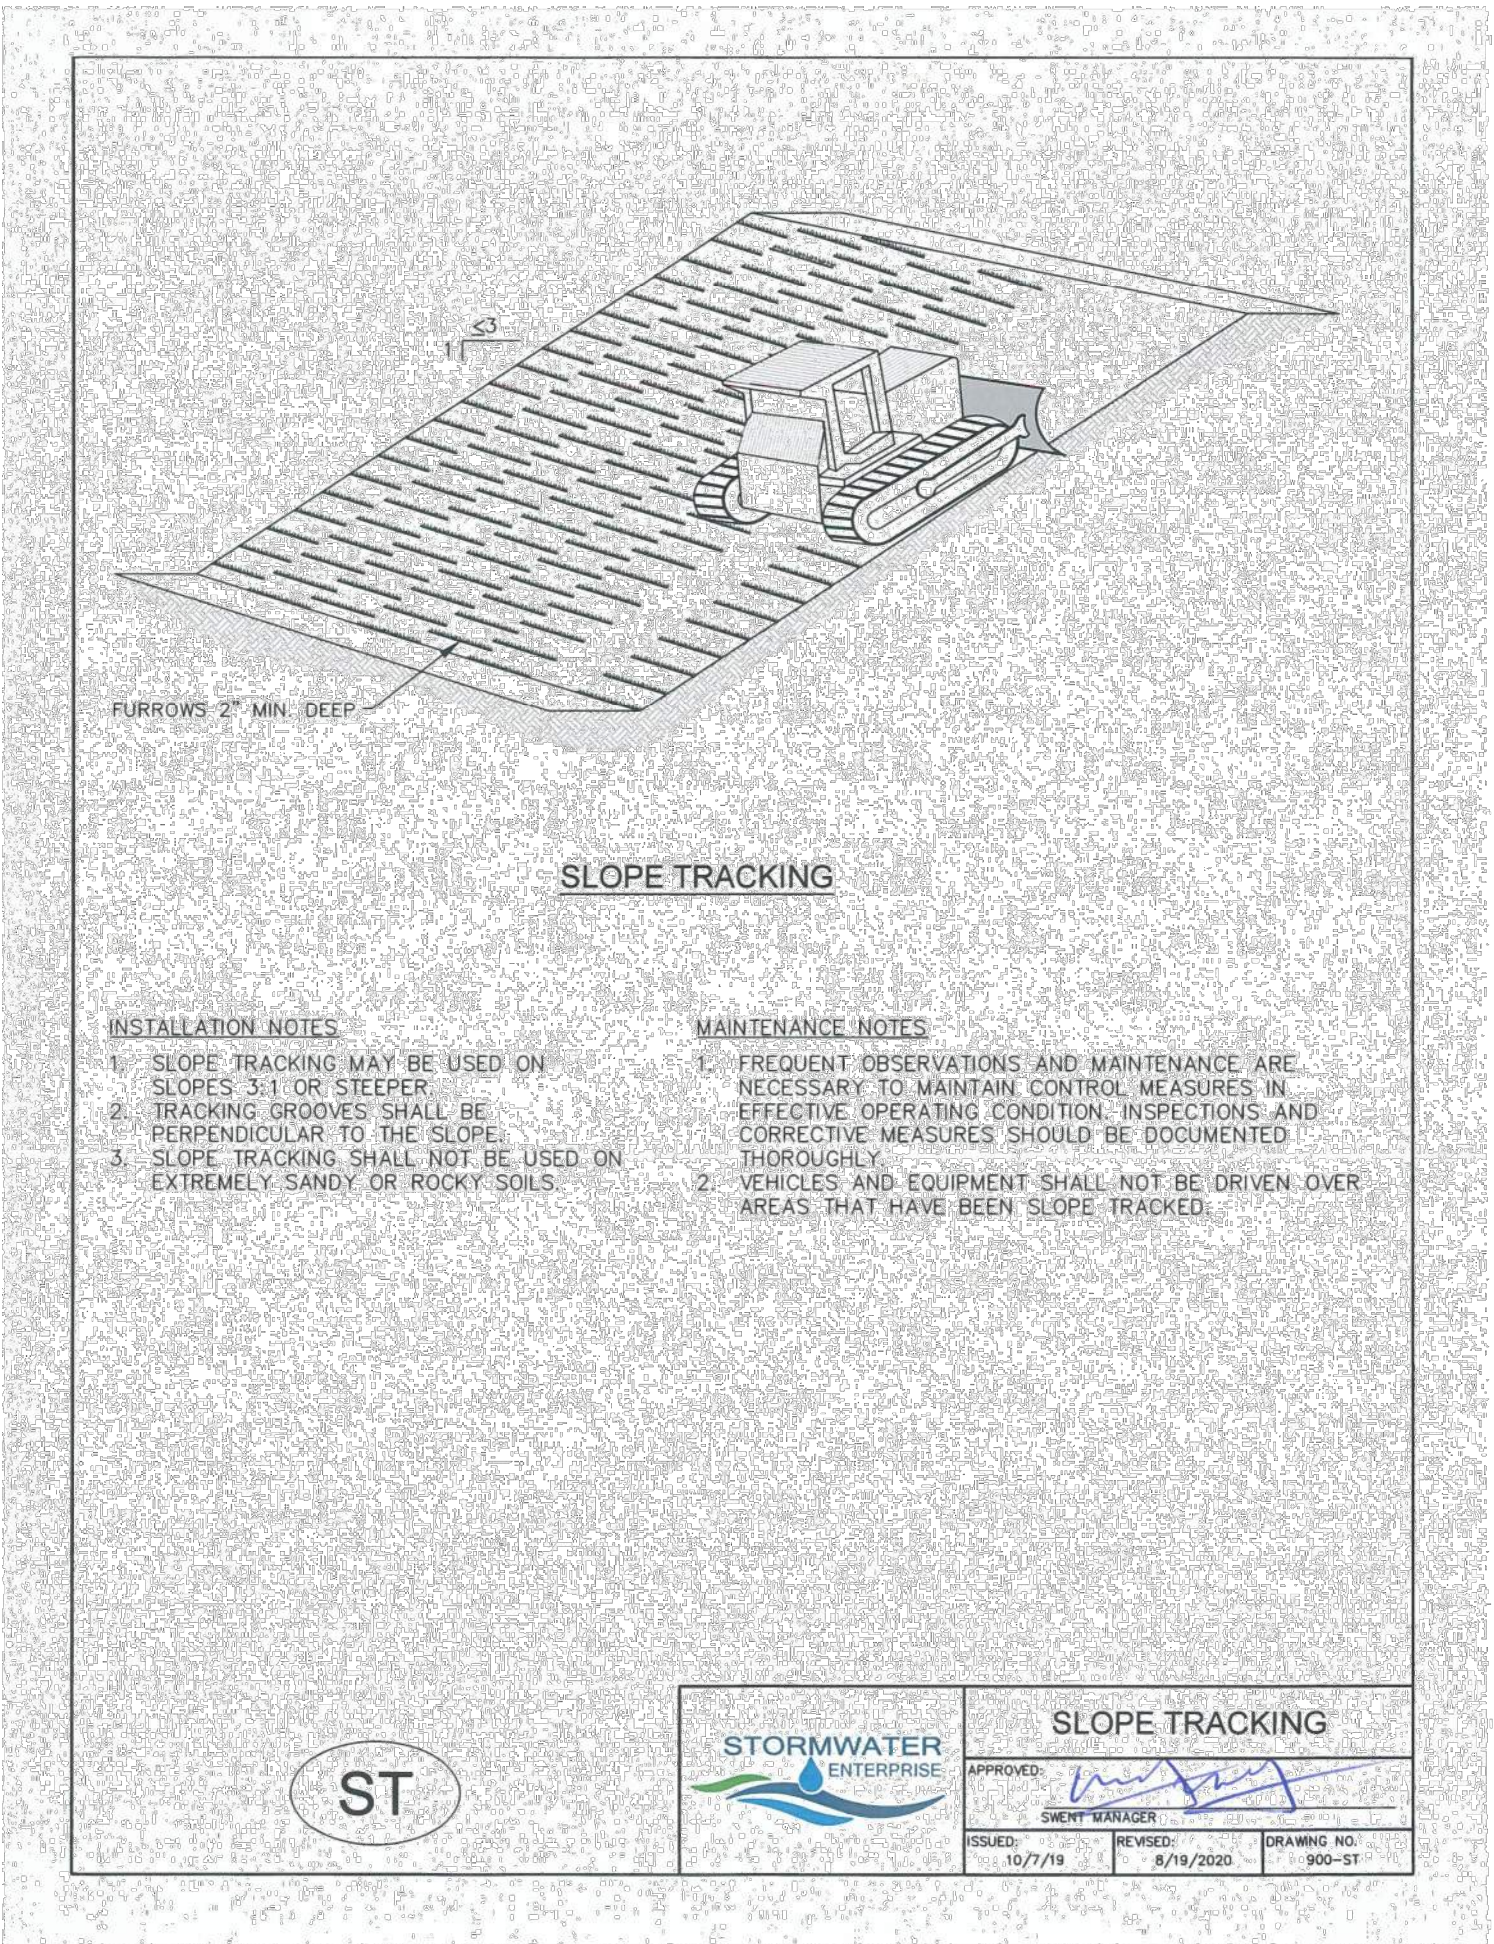 ≤3
1
FURROWS 2" MIN. DEEP
SLOPE TRACKING
INSTALLATION NOTES
1. SLOPE TRACKING MAY BE USED ON
SLOPES 3:1 OR STEEPER.
2. TRACKING GROOVES SHALL BE
PERPENDICULAR TO THE SLOPE.
3. SLOPE TRACKING SHALL NOT BE USED ON
EXTREMELY SANDY OR ROCKY SOILS.
MAINTENANCE NOTES
1. FREQUENT OBSERVATIONS AND MAINTENANCE ARE
NECESSARY TO MAINTAIN CONTROL MEASURES IN
EFFECTIVE OPERATING CONDITION. INSPECTIONS AND
CORRECTIVE MEASURES SHOULD BE DOCUMENTED
THOROUGHLY.
2. VEHICLES AND EQUIPMENT SHALL NOT BE DRIVEN OVER
AREAS THAT HAVE BEEN SLOPE TRACKED.
ST
STORMWATER
ENTERPRISE
SLOPE TRACKING
APPROVED:
SWENT MANAGER
ISSUED:
10/7/19
REVISED:
8/19/2020
DRAWING NO.
900-ST